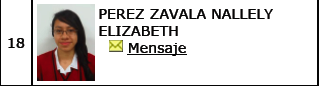 18
PEREZ ZAVALA NALLELY
ELIZABETH
Mensaje